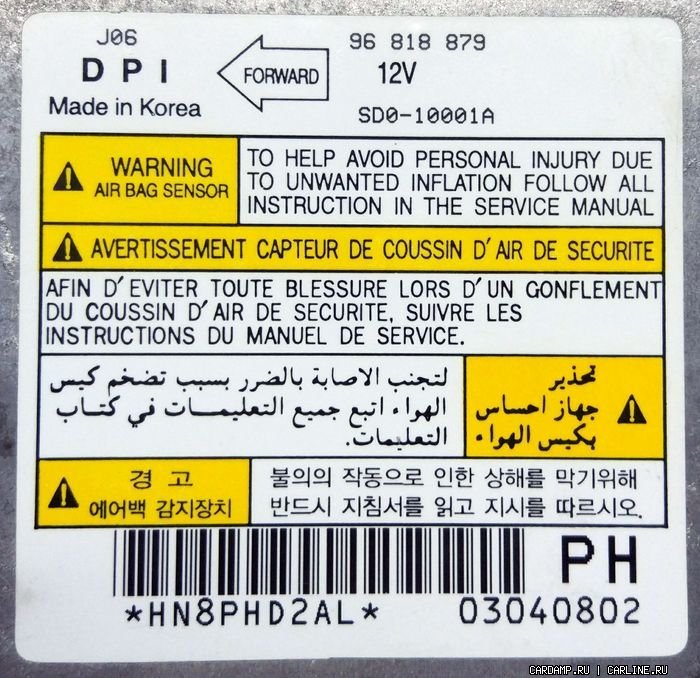 J06
96 818 879
DPI
FORWARD
12V
Made in Korea
SD0-10001A
WARNING
AIR BAG SENSOR
TO HELP AVOID PERSONAL INJURY DUE
TO UNWANTED INFLATION FOLLOW ALL
INSTRUCTION IN THE SERVICE MANUAL
AVERTISSEMENT CAPTEUR DE COUSSIN D'AIR DE SECURITE
AFIN D'EVITER TOUTE BLESSURE LORS D'UN GONFLEMENT
DU COUSSIN D'AIR DE SECURITE, SUIVRE LES
INSTRUCTIONS DU MANUEL DE SERVICE.
تحذير
جهاز احساس
بكيس الهواء
لتجنب الاصابة بالضرر بسبب تضخم كيس
الهواء اتبع جميع التعليمات في كتاب
التعليمات.
경 고
에어백 감지장치
불의의 작동으로 인한 상해를 막기위해
반드시 지침서를 읽고 지시를 따르시오.
PH
*HN8PHD2AL*
03040802
CARDAMP.RU | CARLINE.RU